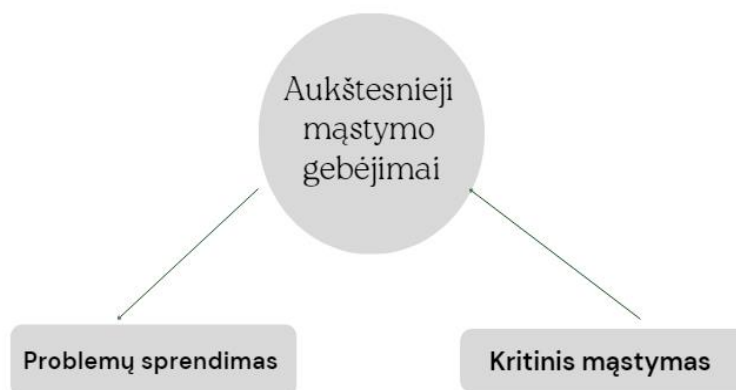 Aukštesnieji
mąstymo
gebėjimai
Problemų sprendimas
Kritinis mąstymas